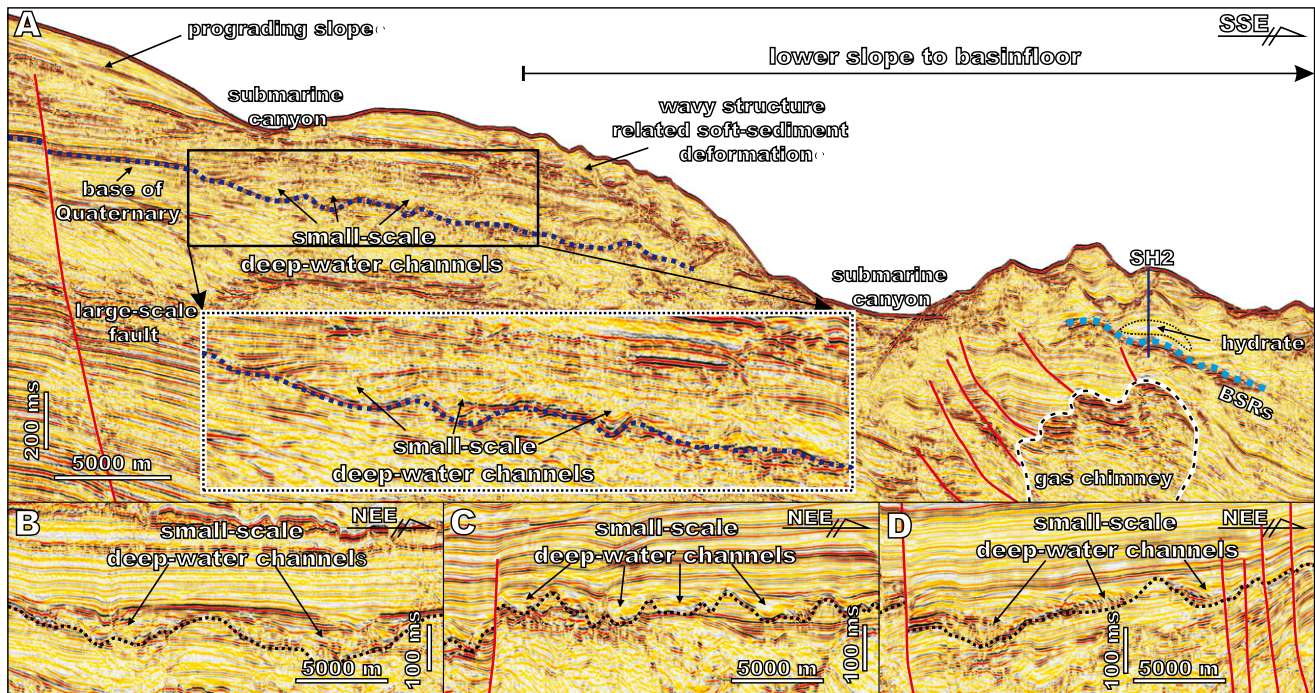 A
prograding slope
SSE
lower slope to basinfloor
submarine
canyon
wavy structure
related soft-sediment
deformation
base of
Quaternary
small-scale
deep-water channels
submarine
canyon
SH2
hydrate
BSRs
large-scale
fault
200 ms
5000 m
small-scale
deep-water channels
gas chimney
B
NEE
small-scale
deep-water channels
5000 m
100 ms
C
NEE
small-scale
deep-water channels
5000 m
100 ms
D
NEE
small-scale
deep-water channels
100 ms
5000 m